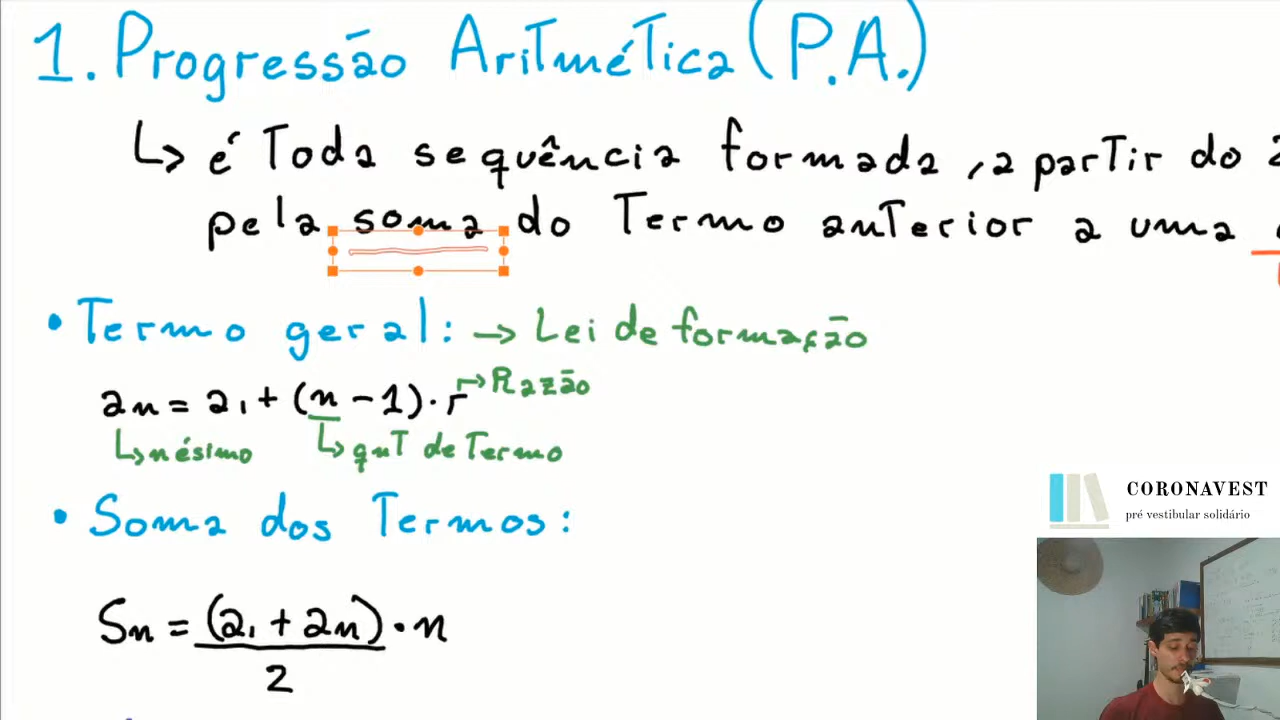 1. Progressão Aritmética (P.A.)
↳ é Toda sequência formada, a partir do
pela soma do Termo anterior a uma
• Termo geral: → Lei de formação
an = a1 + (n - 1) · r → Razão
↳ nésimo ↳ qnT de Termo
• Soma dos Termos:
Sn = (a1 + an) · n
2
CORONAVEST
pré vestibular solidário